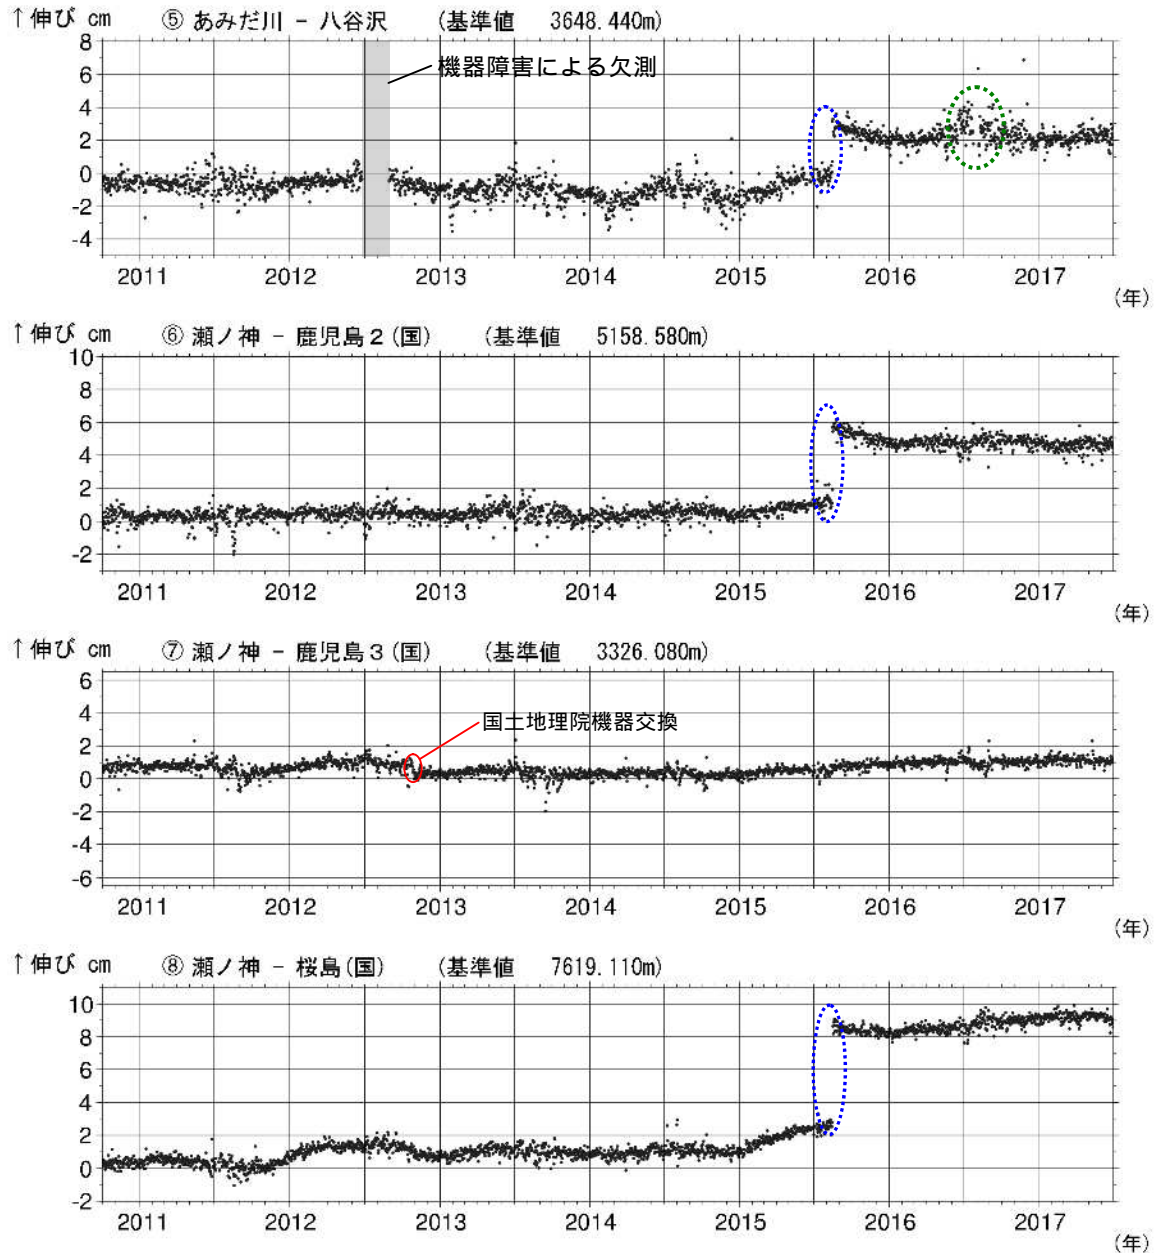 ↑伸び cm ⑤ あみだ川 - 八谷沢 (基準値 3648.440m)
8
機器障害による欠測
6
4
2
0
-2
-4
2011 2012 2013 2014 2015 2016 2017
(年)
↑伸び cm ⑥ 瀬ノ神 - 鹿児島2(国) (基準値 5158.580m)
10
8
6
4
2
0
-2
2011 2012 2013 2014 2015 2016 2017
(年)
↑伸び cm ⑦ 瀬ノ神 - 鹿児島3(国) (基準値 3326.080m)
6
4
国土地理院機器交換
2
0
-2
-4
-6
2011 2012 2013 2014 2015 2016 2017
(年)
↑伸び cm ⑧ 瀬ノ神 - 桜島(国) (基準値 7619.110m)
10
8
6
4
2
0
-2
2011 2012 2013 2014 2015 2016 2017
(年)